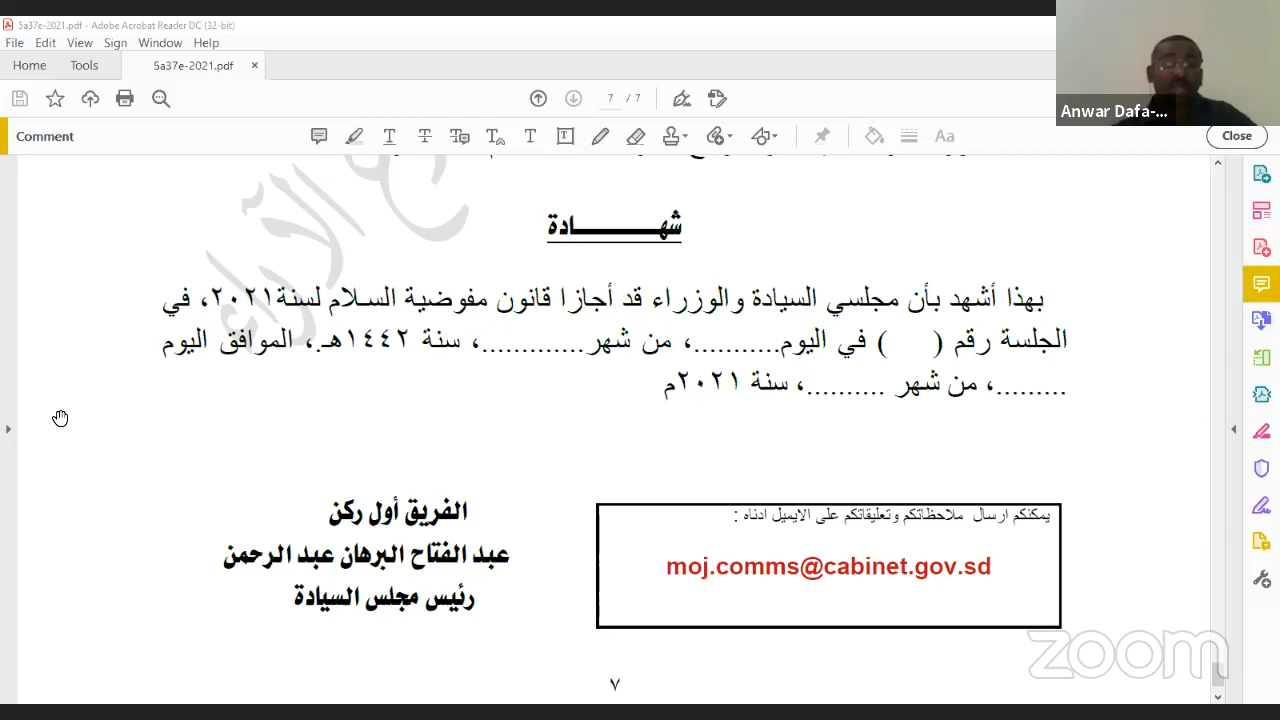 5a37e-2021.pdf - Adobe Acrobat Reader DC (32-bit)
File Edit View Sign Window Help
Home Tools 5a37e-2021.pdf ×
7 / 7
Anwar Dafa-...
Comment
Close
الآراء
شهـــــــــــادة
بهذا أشهد بأن مجلسي السيادة والوزراء قد أجازا قانون مفوضية السلام لسنة٢٠٢١، في
الجلسة رقم ( ) في اليوم...........، من شهر.............، سنة ١٤٤٢هـ.، الموافق اليوم
.........، من شهر ..........، سنة ٢٠٢١م
الفريق أول ركن
عبد الفتاح البرهان عبد الرحمن
رئيس مجلس السيادة
يمكنكم ارسال ملاحظاتكم وتعليقاتكم على الايميل ادناه :
moj.comms@cabinet.gov.sd
zoom
٧